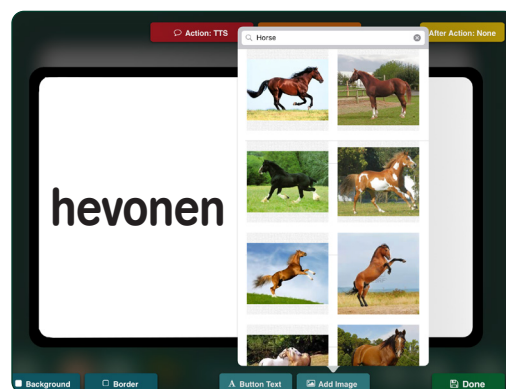 Action: TTS
After Action: None
Horse
hevonen
Background
Border
Button Text
Add Image
Done